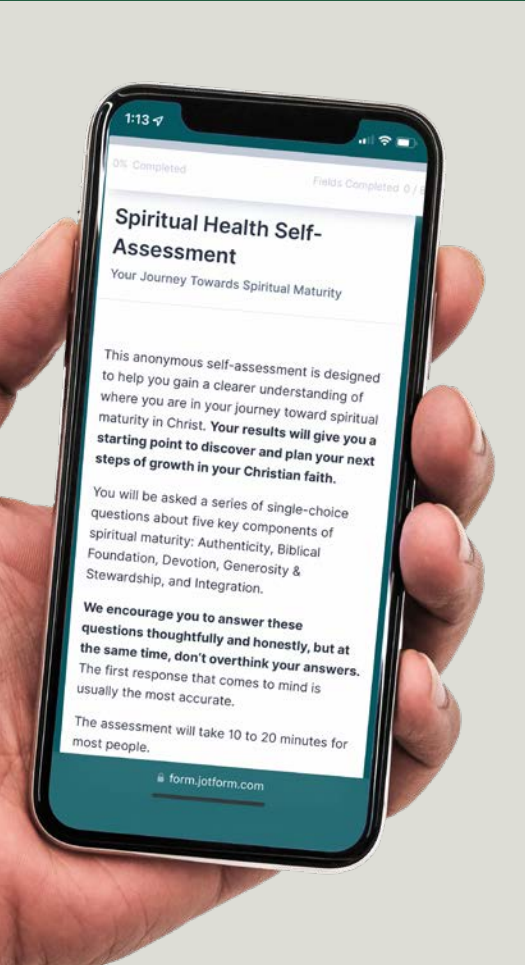 1:13
0% Completed
Fields Completed 0 /
Spiritual Health Self-
Assessment
Your Journey Towards Spiritual Maturity
This anonymous self-assessment is designed
to help you gain a clearer understanding of
where you are in your journey toward spiritual
maturity in Christ. Your results will give you a
starting point to discover and plan your next
steps of growth in your Christian faith.
You will be asked a series of single-choice
questions about five key components of
spiritual maturity: Authenticity, Biblical
Foundation, Devotion, Generosity &
Stewardship, and Integration.
We encourage you to answer these
questions thoughtfully and honestly, but at
the same time, don't overthink your answers.
The first response that comes to mind is
usually the most accurate.
The assessment will take 10 to 20 minutes for
most people.
form.jotform.com